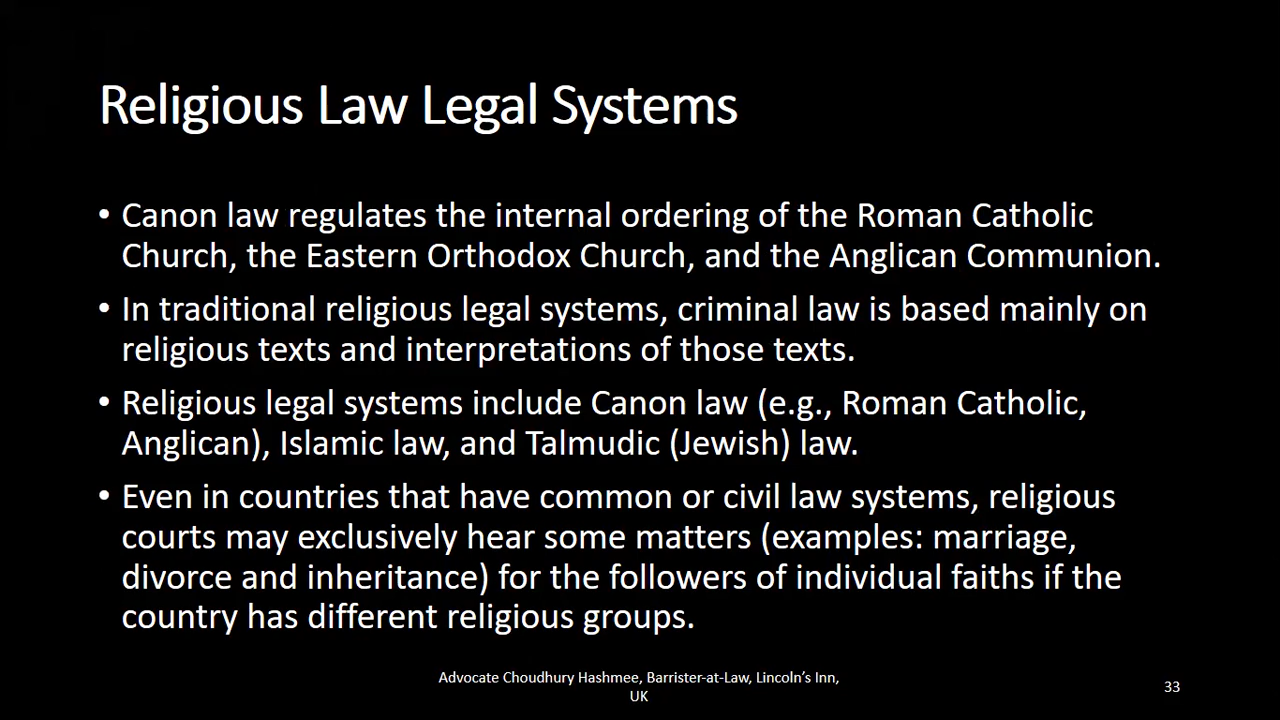 Religious Law Legal Systems
• Canon law regulates the internal ordering of the Roman Catholic
Church, the Eastern Orthodox Church, and the Anglican Communion.
• In traditional religious legal systems, criminal law is based mainly on
religious texts and interpretations of those texts.
• Religious legal systems include Canon law (e.g., Roman Catholic,
Anglican), Islamic law, and Talmudic (Jewish) law.
• Even in countries that have common or civil law systems, religious
courts may exclusively hear some matters (examples: marriage,
divorce and inheritance) for the followers of individual faiths if the
country has different religious groups.
Advocate Choudhury Hashmee, Barrister-at-Law, Lincoln’s Inn,
UK
33